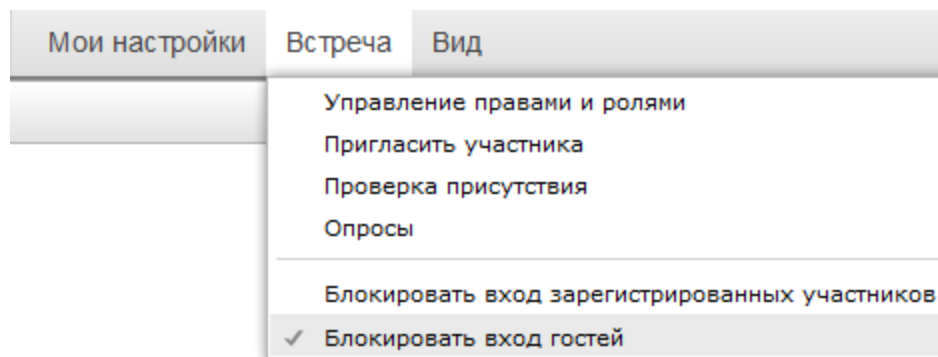 Мои настройки Встреча Вид
Управление правами и ролями
Пригласить участника
Проверка присутствия
Опросы
Блокировать вход зарегистрированных участников
Блокировать вход гостей